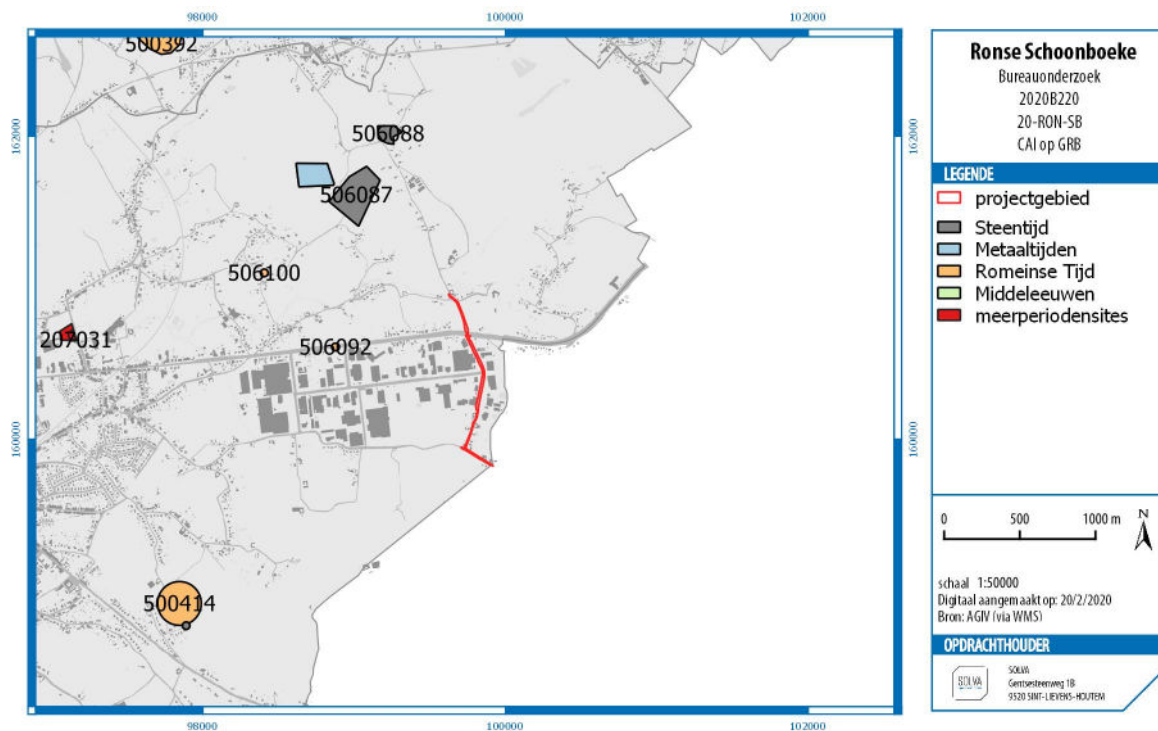 98000
100000
102000
500392
162000
162000
506088
506087
506100
207031
506092
160000
160000
500414
98000
100000
102000
Ronse Schoonboeke
Bureauonderzoek
2020B220
20-RON-SB
CAI op GRB
LEGENDE
projectgebied
Steentijd
Metaaltijden
Romeinse Tijd
Middeleeuwen
meerperiodensites
0 500 1000 m
N
schaal 1:50000
Digitaal aangemaakt op: 20/2/2020
Bron: AGIV (via WMS)
OPDRACHTHOUDER
SOLVA
SOLVA
Gentsesteenweg 1B
9520 SINT-LIEVENS-HOUTEM